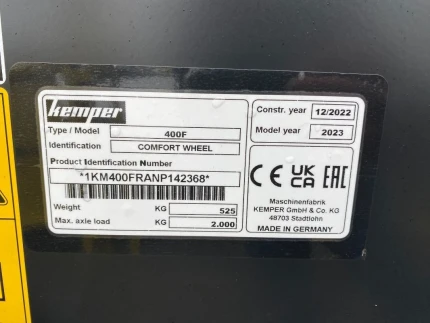 kemper
Constr. year 12/2022
Model year 2023
Type / Model 400F
Identification COMFORT WHEEL
Product Identification Number
*1KM400FRANP142368*
Weight KG 525
Max. axle load KG 2.000
CE UK CA EAC
Maschinenfabrik
KEMPER GmbH & Co. KG
48703 Stadtlohn
MADE IN GERMANY